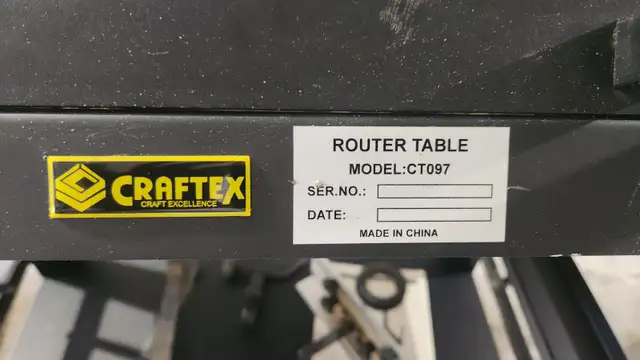 CRAFTEX
CRAFT EXCELLENCE
ROUTER TABLE
MODEL:CT097
SER.NO.:
DATE:
MADE IN CHINA